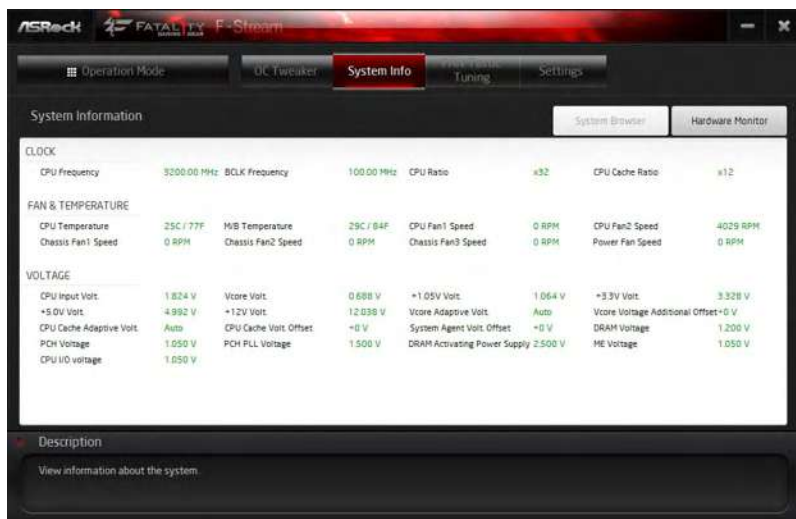 ASRock FATAL1TY GAMING GEAR F-Stream
Operation Mode OC Tweaker System Info Tuning Settings
System Information System Browser Hardware Monitor
CLOCK
CPU Frequency 3200.00 MHz BCLK Frequency 100.00 MHz CPU Ratio x32 CPU Cache Ratio x12
FAN & TEMPERATURE
CPU Temperature 25C / 77F M/B Temperature 29C / 84F CPU Fan1 Speed 0 RPM CPU Fan2 Speed 4029 RPM
Chassis Fan1 Speed 0 RPM Chassis Fan2 Speed 0 RPM Chassis Fan3 Speed 0 RPM Power Fan Speed 0 RPM
VOLTAGE
CPU Input Volt. 1.824 V Vcore Volt. 0.688 V +1.05V Volt. 1.064 V +3.3V Volt. 3.328 V
+5.0V Volt. 4.992 V +12V Volt. 12.038 V Vcore Adaptive Volt. Auto Vcore Voltage Additional Offset +0 V
CPU Cache Adaptive Volt. Auto CPU Cache Volt. Offset +0 V System Agent Volt. Offset +0 V DRAM Voltage 1.200 V
PCH Voltage 1.050 V PCH PLL Voltage 1.500 V DRAM Activating Power Supply 2.500 V ME Voltage 1.050 V
CPU I/O voltage 1.050 V
Description
View information about the system.